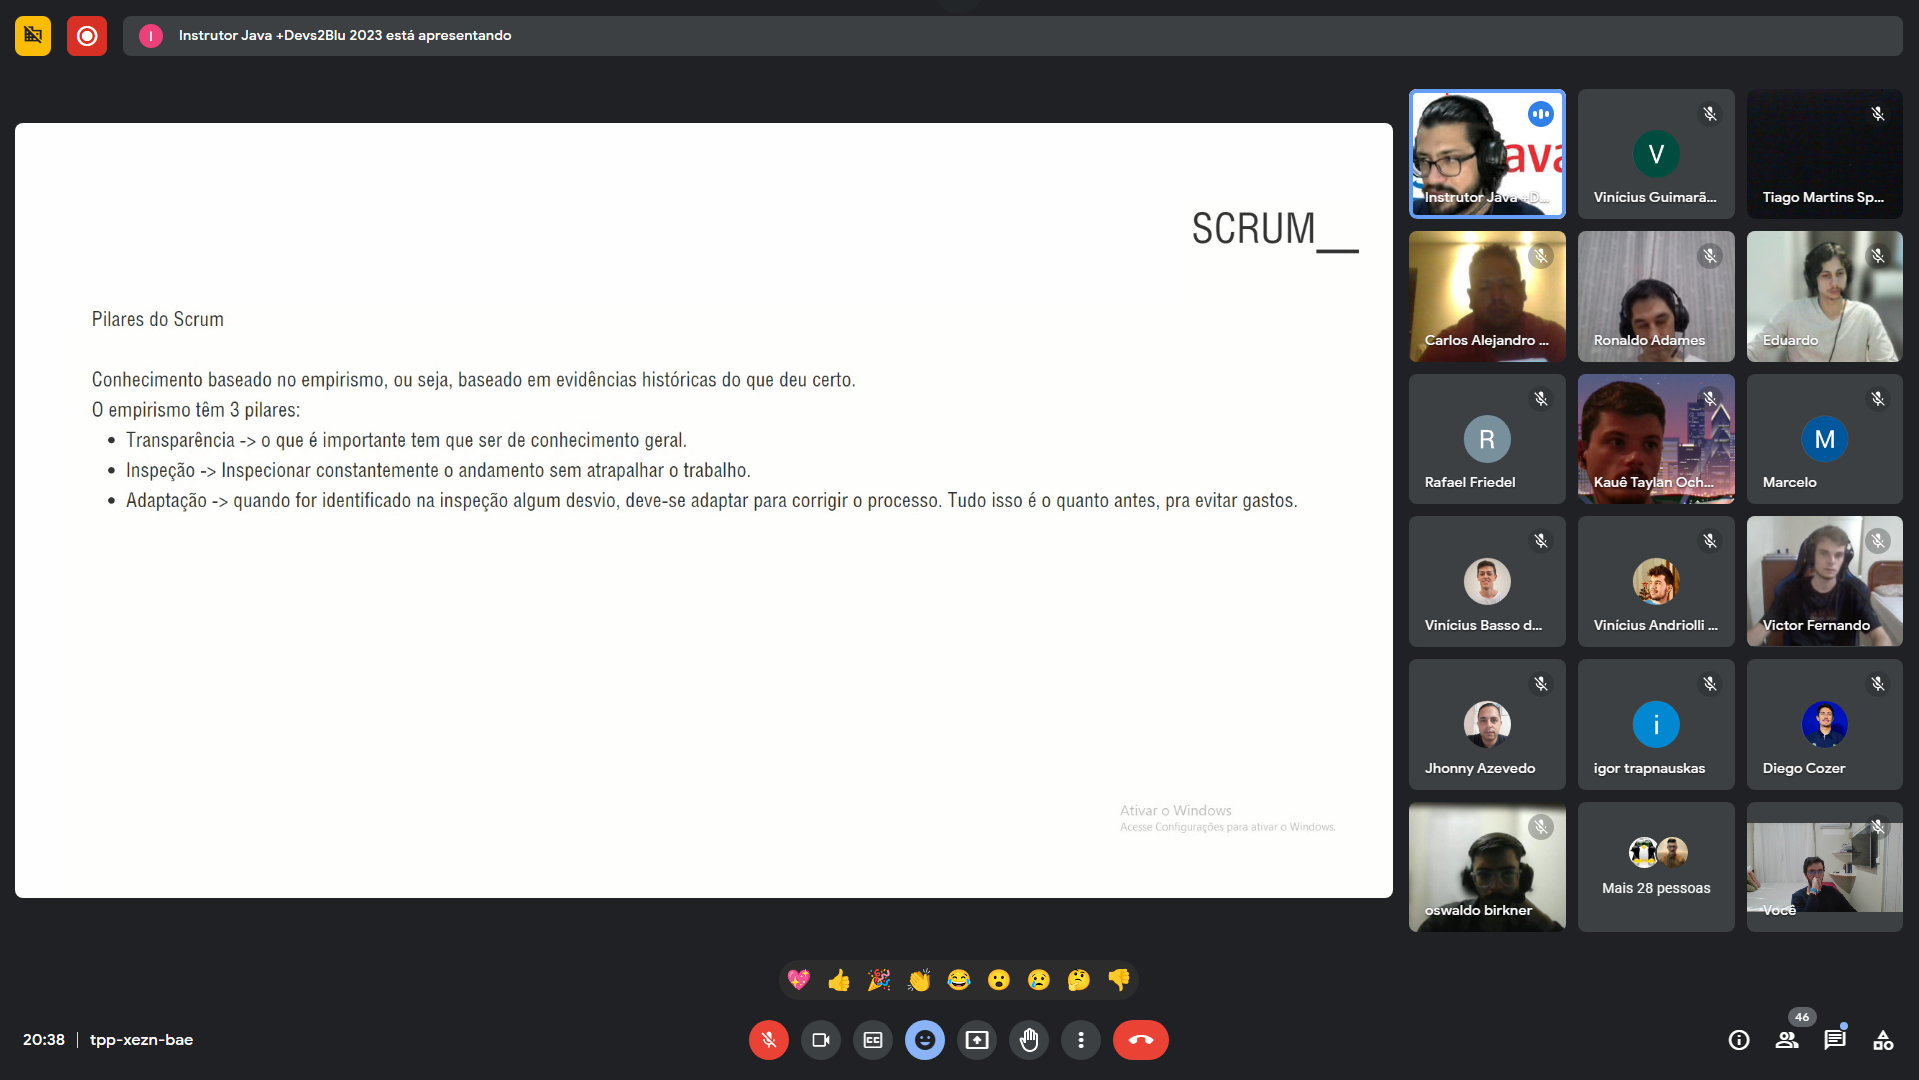 Instrutor Java +Devs2Blu 2023 está apresentando
SCRUM__
Pilares do Scrum
Conhecimento baseado no empirismo, ou seja, baseado em evidências históricas do que deu certo.
O empirismo têm 3 pilares:
• Transparência -> o que é importante tem que ser de conhecimento geral.
• Inspeção -> Inspecionar constantemente o andamento sem atrapalhar o trabalho.
• Adaptação -> quando for identificado na inspeção algum desvio, deve-se adaptar para corrigir o processo. Tudo isso é o quanto antes, pra evitar gastos.
Ativar o Windows
Acesse Configurações para ativar o Windows.
ava
Instrutor Java +D...
V
Vinícius Guimarã...
Tiago Martins Sp...
Carlos Alejandro ...
Ronaldo Adames
Eduardo
R
Rafael Friedel
Kauê Taylan Och...
M
Marcelo
Vinícius Basso d...
Vinícius Andriolli ...
Victor Fernando
Jhonny Azevedo
i
igor trapnauskas
Diego Cozer
oswaldo birkner
Mais 28 pessoas
Você
20:38 | tpp-xezn-bae
CC
46